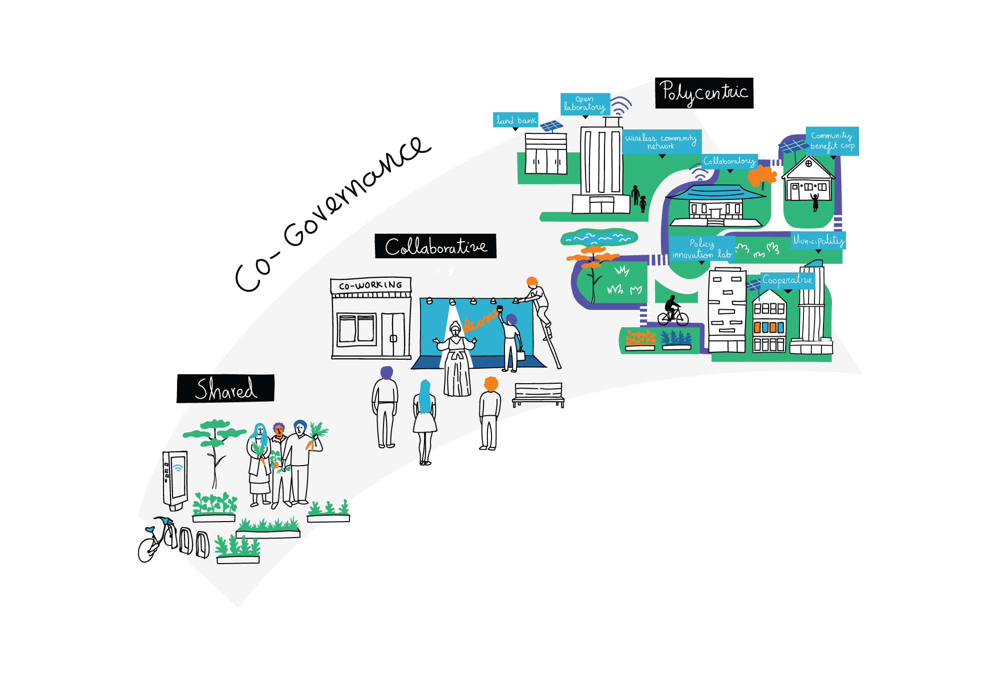 Co-Governance
Polycentric
Open
laboratory
land bank
wireless community
network
Community
benefit corp
Collaboratory
Policy
innovation lab
Municipality
Cooperative
Collaborative
CO-WORKING
Shared